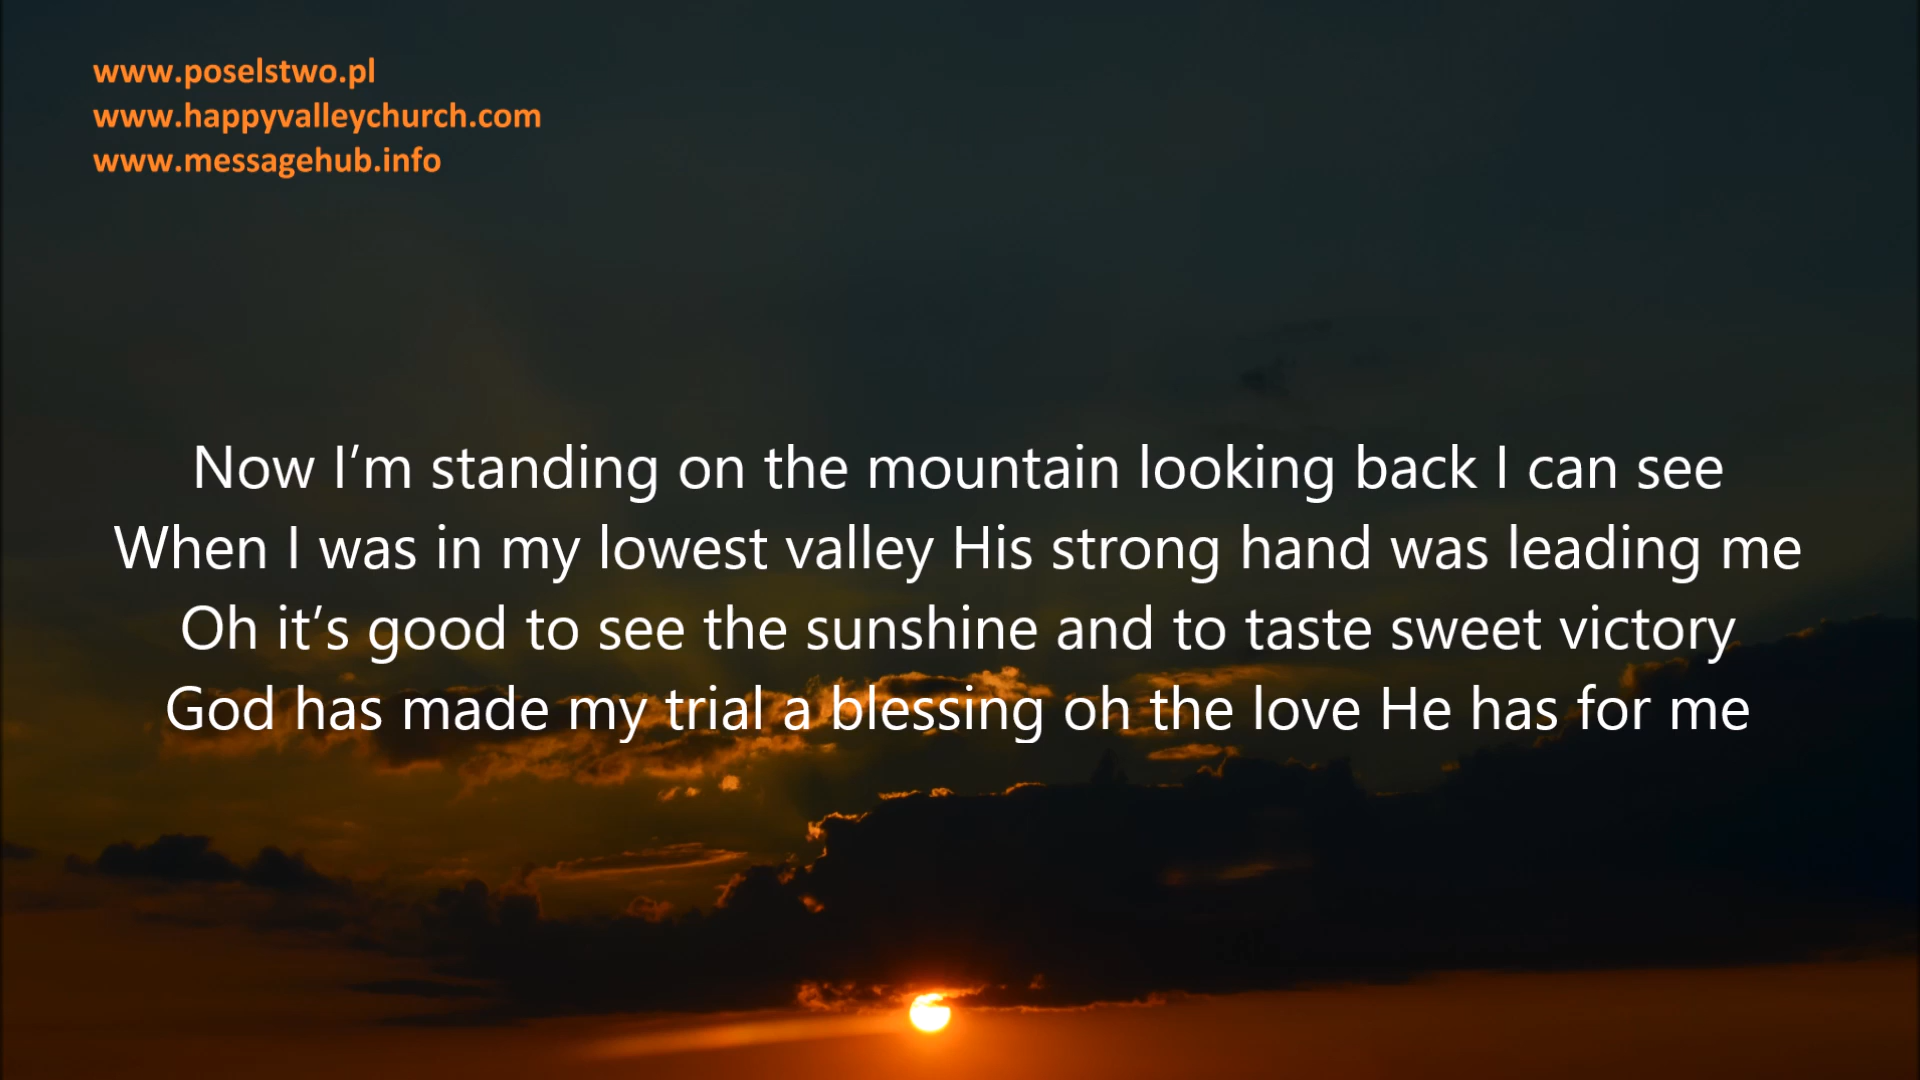 www.poselstwo.pl
www.happyvalleychurch.com
www.messagehub.info
Now I’m standing on the mountain looking back I can see
When I was in my lowest valley His strong hand was leading me
Oh it’s good to see the sunshine and to taste sweet victory
God has made my trial a blessing oh the love He has for me